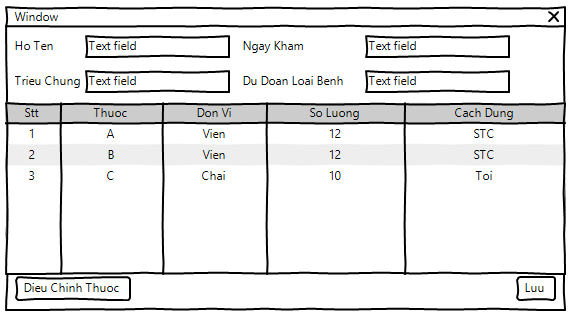 Window
Ho Ten Text field Ngay Kham Text field
Trieu Chung Text field Du Doan Loai Benh Text field
Stt Thuoc Don Vi So Luong Cach Dung
1 A Vien 12 STC
2 B Vien 12 STC
3 C Chai 10 Toi
Dieu Chinh Thuoc Luu